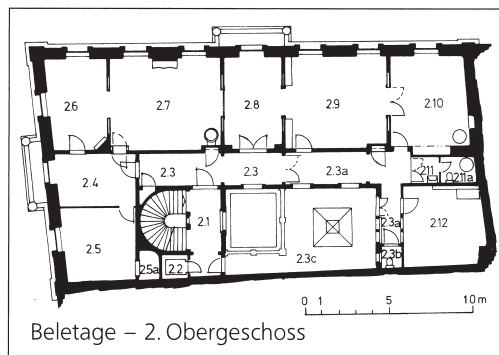 2.6 2.7 2.8 2.9 2.10
2.4 2.3 2.3 2.3a 2.11 2.11a
2.5 2.1 2.3a 2.12
2.5a 2.2 2.3c 2.3b
0 1 5 10 m
Beletage – 2. Obergeschoss